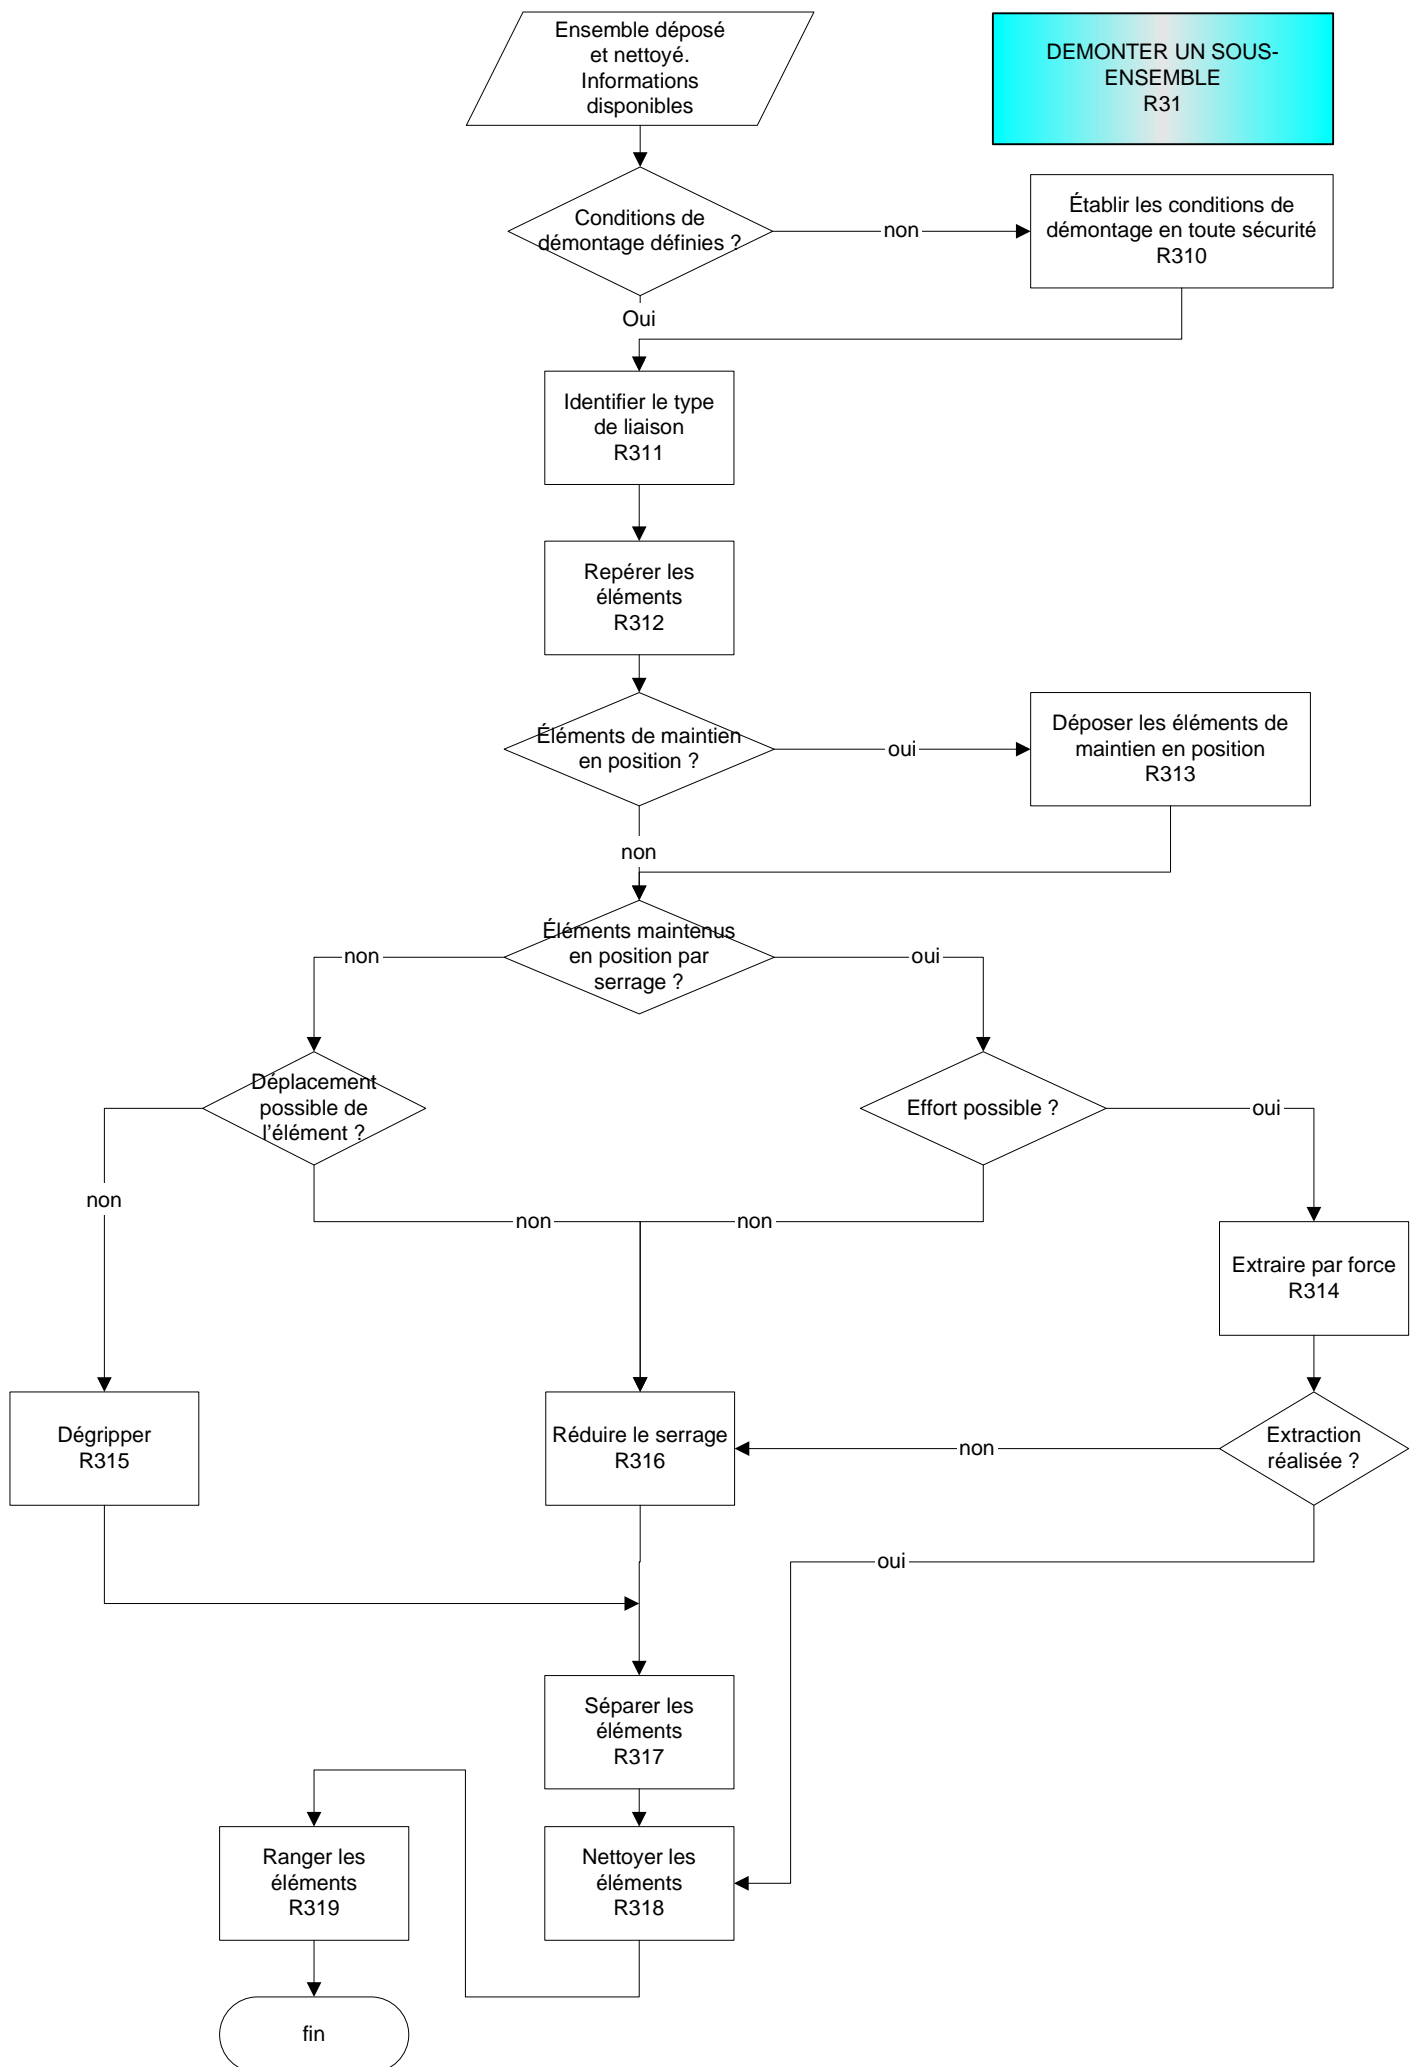 Ensemble déposé
et nettoyé.
Informations
disponibles
DEMONTER UN SOUS-
ENSEMBLE
R31
Conditions de
démontage définies ?
non
Établir les conditions de
démontage en toute sécurité
R310
Oui
Identifier le type
de liaison
R311
Repérer les
éléments
R312
Éléments de maintien
en position ?
oui
Déposer les éléments de
maintien en position
R313
non
Éléments maintenus
en position par
serrage ?
non
oui
Déplacement
possible de
l'élément ?
Effort possible ?
oui
non
non
non
Extraire par force
R314
Dégripper
R315
Réduire le serrage
R316
non
Extraction
réalisée ?
oui
Séparer les
éléments
R317
Ranger les
éléments
R319
Nettoyer les
éléments
R318
fin